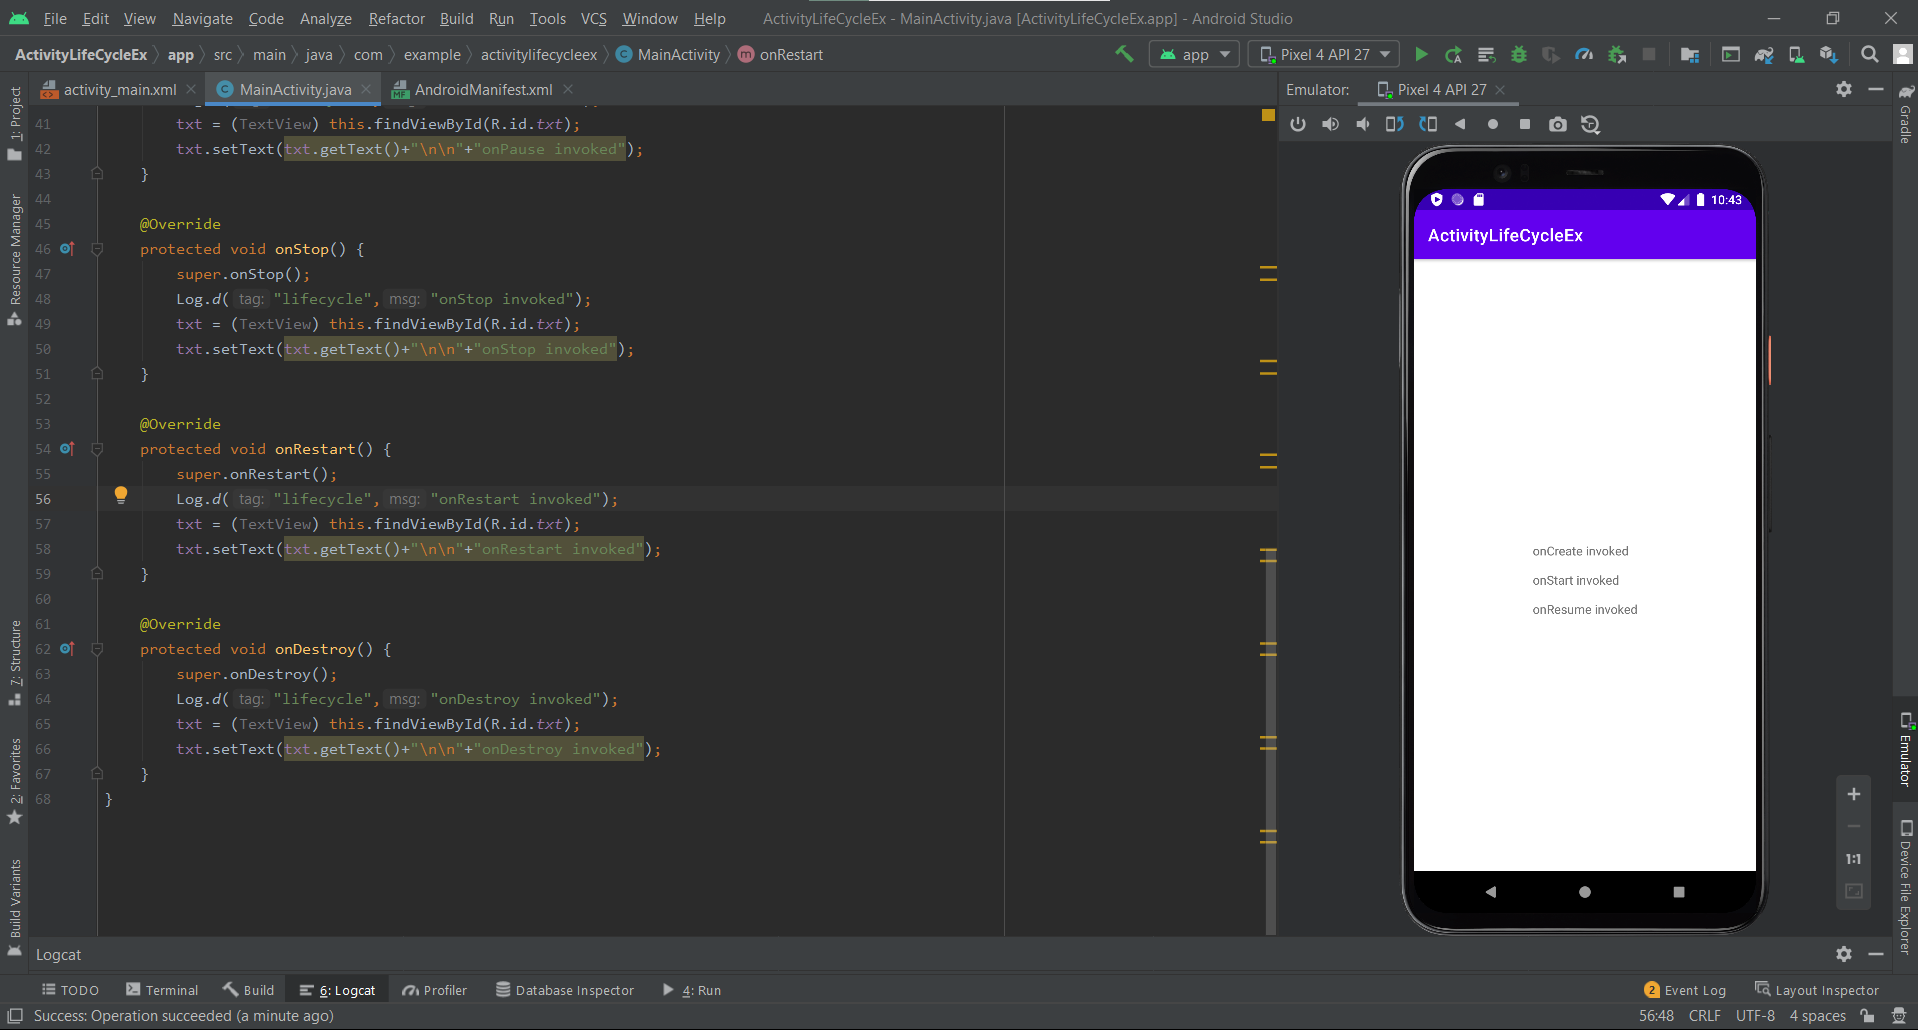 File Edit View Navigate Code Analyze Refactor Build Run Tools VCS Window Help ActivityLifeCycleEx - MainActivity.java [ActivityLifeCycleEx.app] - Android Studio
ActivityLifeCycleEx app src main java com example activitylifecycleex C MainActivity m onRestart app Pixel 4 API 27
activity_main.xml C MainActivity.java MF AndroidManifest.xml Emulator: Pixel 4 API 27
1: Project
Resource Manager
7: Structure
2: Favorites
Build Variants
41 txt = (TextView) this.findViewById(R.id.txt);
42 txt.setText(txt.getText()+"\n\n"+"onPause invoked");
43 }
44
45 @Override
46 protected void onStop() {
47 super.onStop();
48 Log.d( tag: "lifecycle", msg: "onStop invoked");
49 txt = (TextView) this.findViewById(R.id.txt);
50 txt.setText(txt.getText()+"\n\n"+"onStop invoked");
51 }
52
53 @Override
54 protected void onRestart() {
55 super.onRestart();
56 Log.d( tag: "lifecycle", msg: "onRestart invoked");
57 txt = (TextView) this.findViewById(R.id.txt);
58 txt.setText(txt.getText()+"\n\n"+"onRestart invoked");
59 }
60
61 @Override
62 protected void onDestroy() {
63 super.onDestroy();
64 Log.d( tag: "lifecycle", msg: "onDestroy invoked");
65 txt = (TextView) this.findViewById(R.id.txt);
66 txt.setText(txt.getText()+"\n\n"+"onDestroy invoked");
67 }
68 }
10:43
ActivityLifeCycleEx
onCreate invoked
onStart invoked
onResume invoked
1:1
Gradle
Emulator
Device File Explorer
Logcat
TODO Terminal Build 6: Logcat Profiler Database Inspector 4: Run 2 Event Log Layout Inspector
Success: Operation succeeded (a minute ago) 56:48 CRLF UTF-8 4 spaces